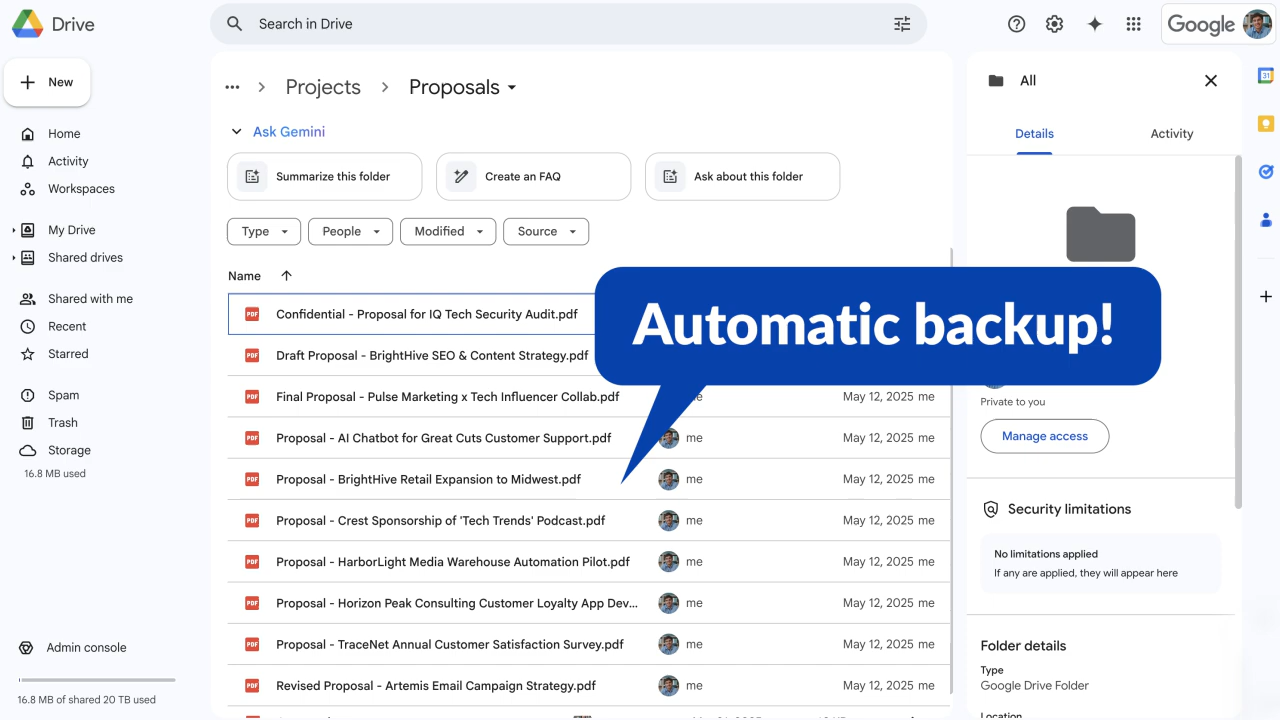 Drive
Search in Drive
Google
New
Home
Activity
Workspaces
My Drive
Shared drives
Shared with me
Recent
Starred
Spam
Trash
Storage
16.8 MB used
Admin console
16.8 MB of shared 20 TB used
Projects
Proposals
Ask Gemini
Summarize this folder
Create an FAQ
Ask about this folder
Type
People
Modified
Source
Name
Confidential - Proposal for IQ Tech Security Audit.pdf
Draft Proposal - BrightHive SEO & Content Strategy.pdf
Final Proposal - Pulse Marketing x Tech Influencer Collab.pdf May 12, 2025 me
Proposal - AI Chatbot for Great Cuts Customer Support.pdf me May 12, 2025 me
Proposal - BrightHive Retail Expansion to Midwest.pdf me May 12, 2025 me
Proposal - Crest Sponsorship of 'Tech Trends' Podcast.pdf me May 12, 2025 me
Proposal - HarborLight Media Warehouse Automation Pilot.pdf me May 12, 2025 me
Proposal - Horizon Peak Consulting Customer Loyalty App Dev... me May 12, 2025 me
Proposal - TraceNet Annual Customer Satisfaction Survey.pdf me May 12, 2025 me
Revised Proposal - Artemis Email Campaign Strategy.pdf me May 12, 2025 me
Automatic backup!
All
Details
Activity
Private to you
Manage access
Security limitations
No limitations applied
If any are applied, they will appear here
Folder details
Type
Google Drive Folder
Location